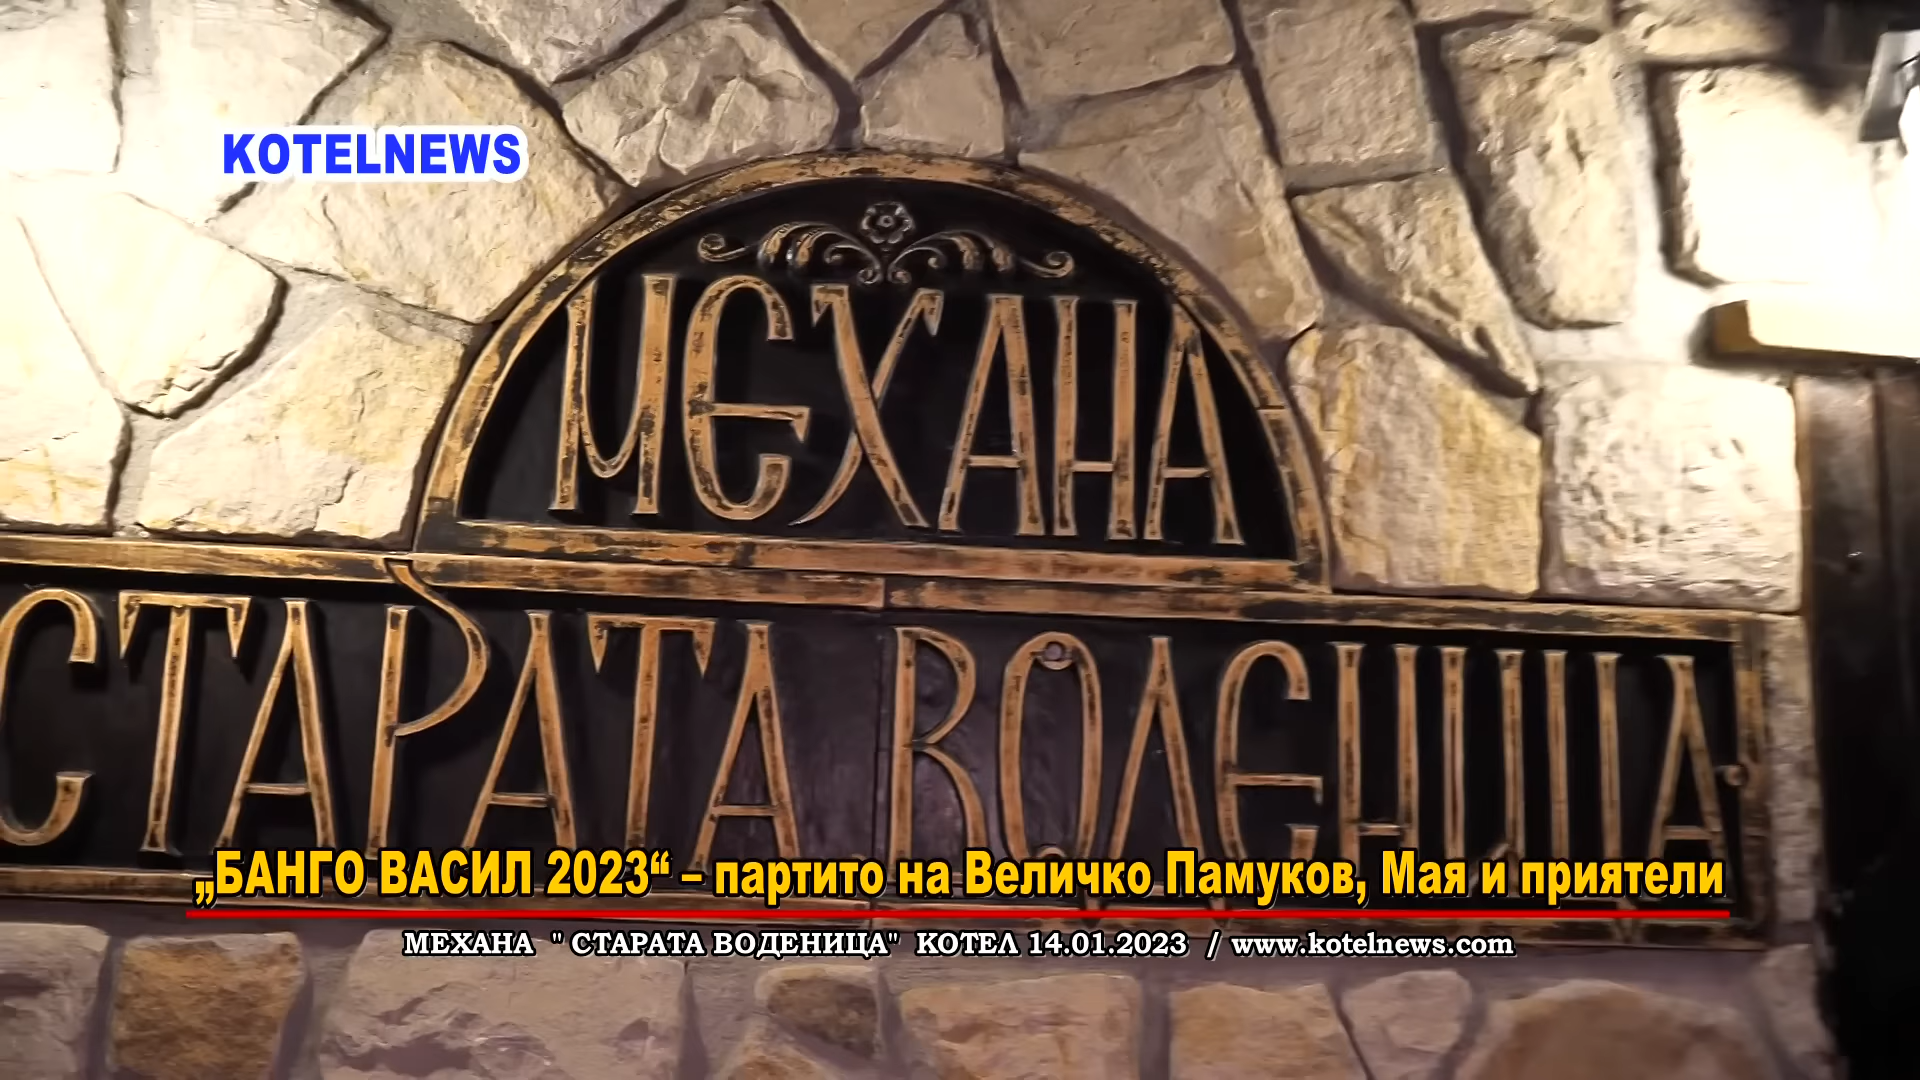 KOTELNEWS
МЕХАНА
СТАРАТА ВОДЕНИЦА
„БАНГО ВАСИЛ 2023“ – партито на Величко Памуков, Мая и приятели
МЕХАНА " СТАРАТА ВОДЕНИЦА" КОТЕЛ 14.01.2023 / www.kotelnews.com